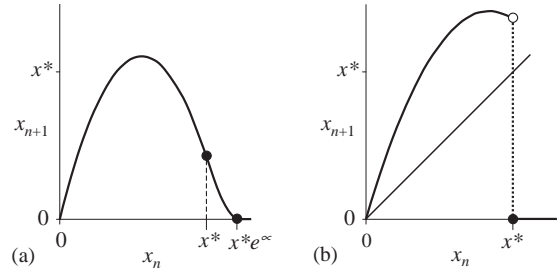 x*
x_{n+1}
0
0
x*
x*e^∝
(a)
x_n
x*
x_{n+1}
0
0
x*
(b)
x_n